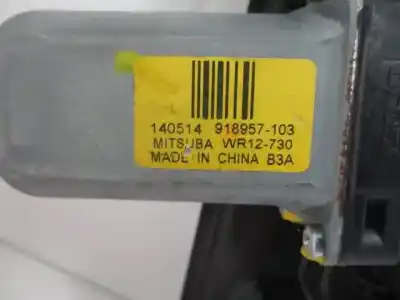 140514 918957-103
MITSUBA WR12-730
MADE IN CHINA B3A